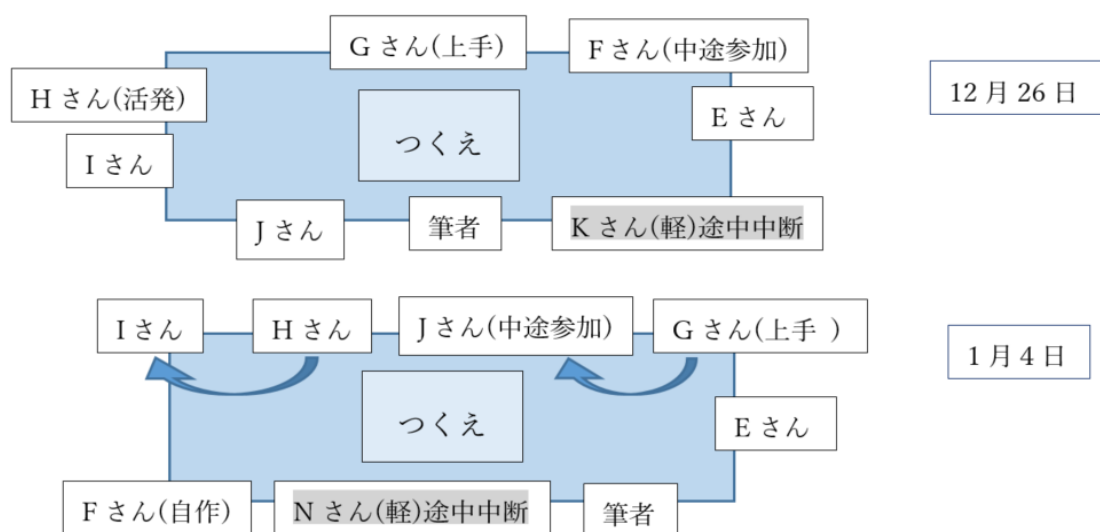 Gさん(上手)
Fさん(中途参加)
12月26日
Hさん(活発)
Eさん
つくえ
Iさん
Jさん
筆者
Kさん(軽)途中中断
Iさん
Hさん
Jさん(中途参加)
Gさん(上手 )
1月4日
つくえ
Eさん
Fさん(自作)
Nさん(軽)途中中断
筆者